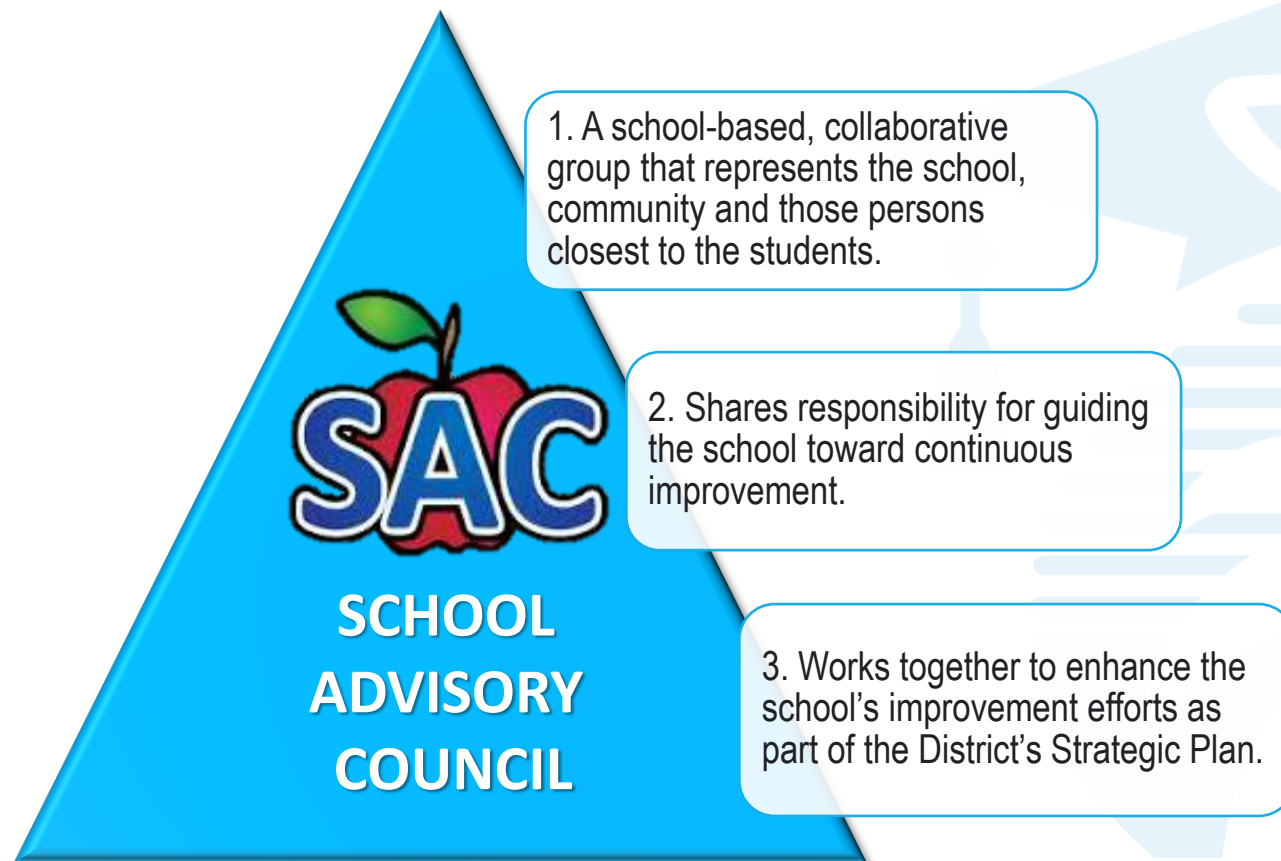 1. A school-based, collaborative
group that represents the school,
community and those persons
closest to the students.
SAC
2. Shares responsibility for guiding
the school toward continuous
improvement.
SCHOOL
ADVISORY
COUNCIL
3. Works together to enhance the
school’s improvement efforts as
part of the District’s Strategic Plan.